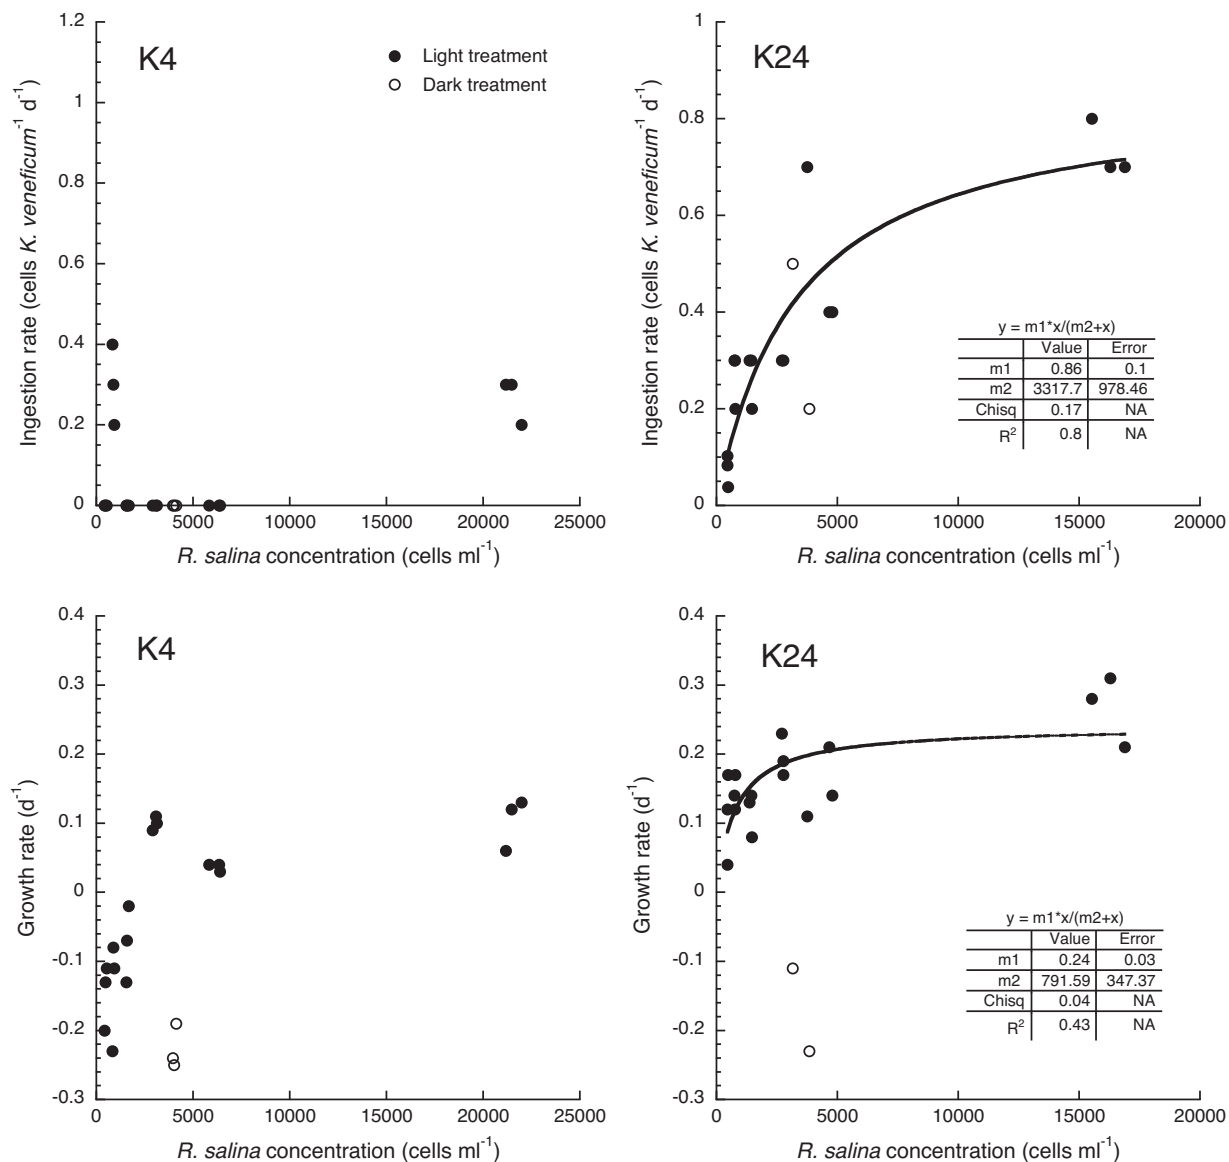 K4
Light treatment
Dark treatment
1.2
1
0.8
0.6
0.4
0.2
0
0 5000 10000 15000 20000 25000
Ingestion rate (cells K. veneficum⁻¹ d⁻¹)
R. salina concentration (cells ml⁻¹)
K24
1
0.8
0.6
0.4
0.2
0
0 5000 10000 15000 20000
Ingestion rate (cells K. veneficum⁻¹ d⁻¹)
R. salina concentration (cells ml⁻¹)
y = m1*x/(m2+x)
Value Error
m1 0.86 0.1
m2 3317.7 978.46
Chisq 0.17 NA
R² 0.8 NA
K4
0.4
0.3
0.2
0.1
0
-0.1
-0.2
-0.3
0 5000 10000 15000 20000 25000
Growth rate (d⁻¹)
R. salina concentration (cells ml⁻¹)
K24
0.4
0.3
0.2
0.1
0
-0.1
-0.2
-0.3
0 5000 10000 15000 20000
Growth rate (d⁻¹)
R. salina concentration (cells ml⁻¹)
y = m1*x/(m2+x)
Value Error
m1 0.24 0.03
m2 791.59 347.37
Chisq 0.04 NA
R² 0.43 NA